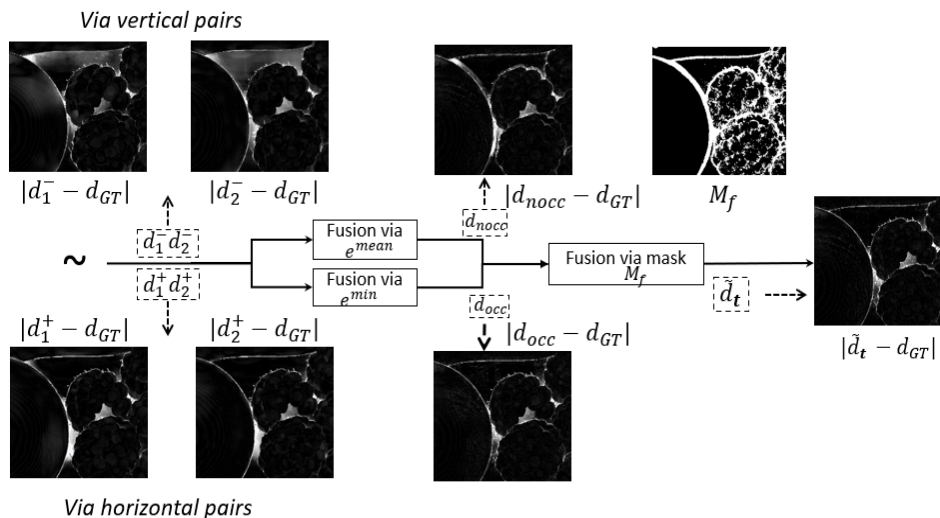 Via vertical pairs
|d₁⁻ − d_GT|
|d₂⁻ − d_GT|
|d_nocc − d_GT|
M_f
d₁⁻ d₂⁻
d_nocc
Fusion via
e^mean
~
Fusion via mask
M_f
d₁⁺ d₂⁺
Fusion via
e^min
d_occ
d̃_t
|d₁⁺ − d_GT|
|d₂⁺ − d_GT|
|d_occ − d_GT|
|d̃_t − d_GT|
Via horizontal pairs